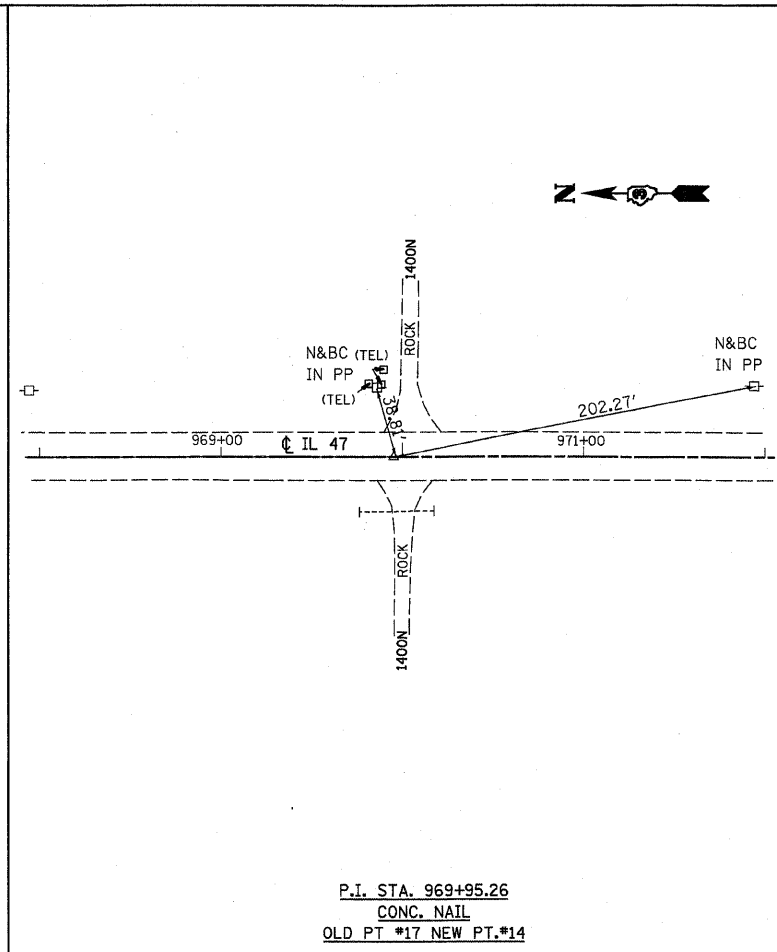 N
1400N
ROCK
N&BC (TEL)
IN PP
(TEL)
38.81'
N&BC
IN PP
202.27'
969+00
℄ IL 47
971+00
ROCK
1400N
P.I. STA. 969+95.26
CONC. NAIL
OLD PT #17 NEW PT.#14